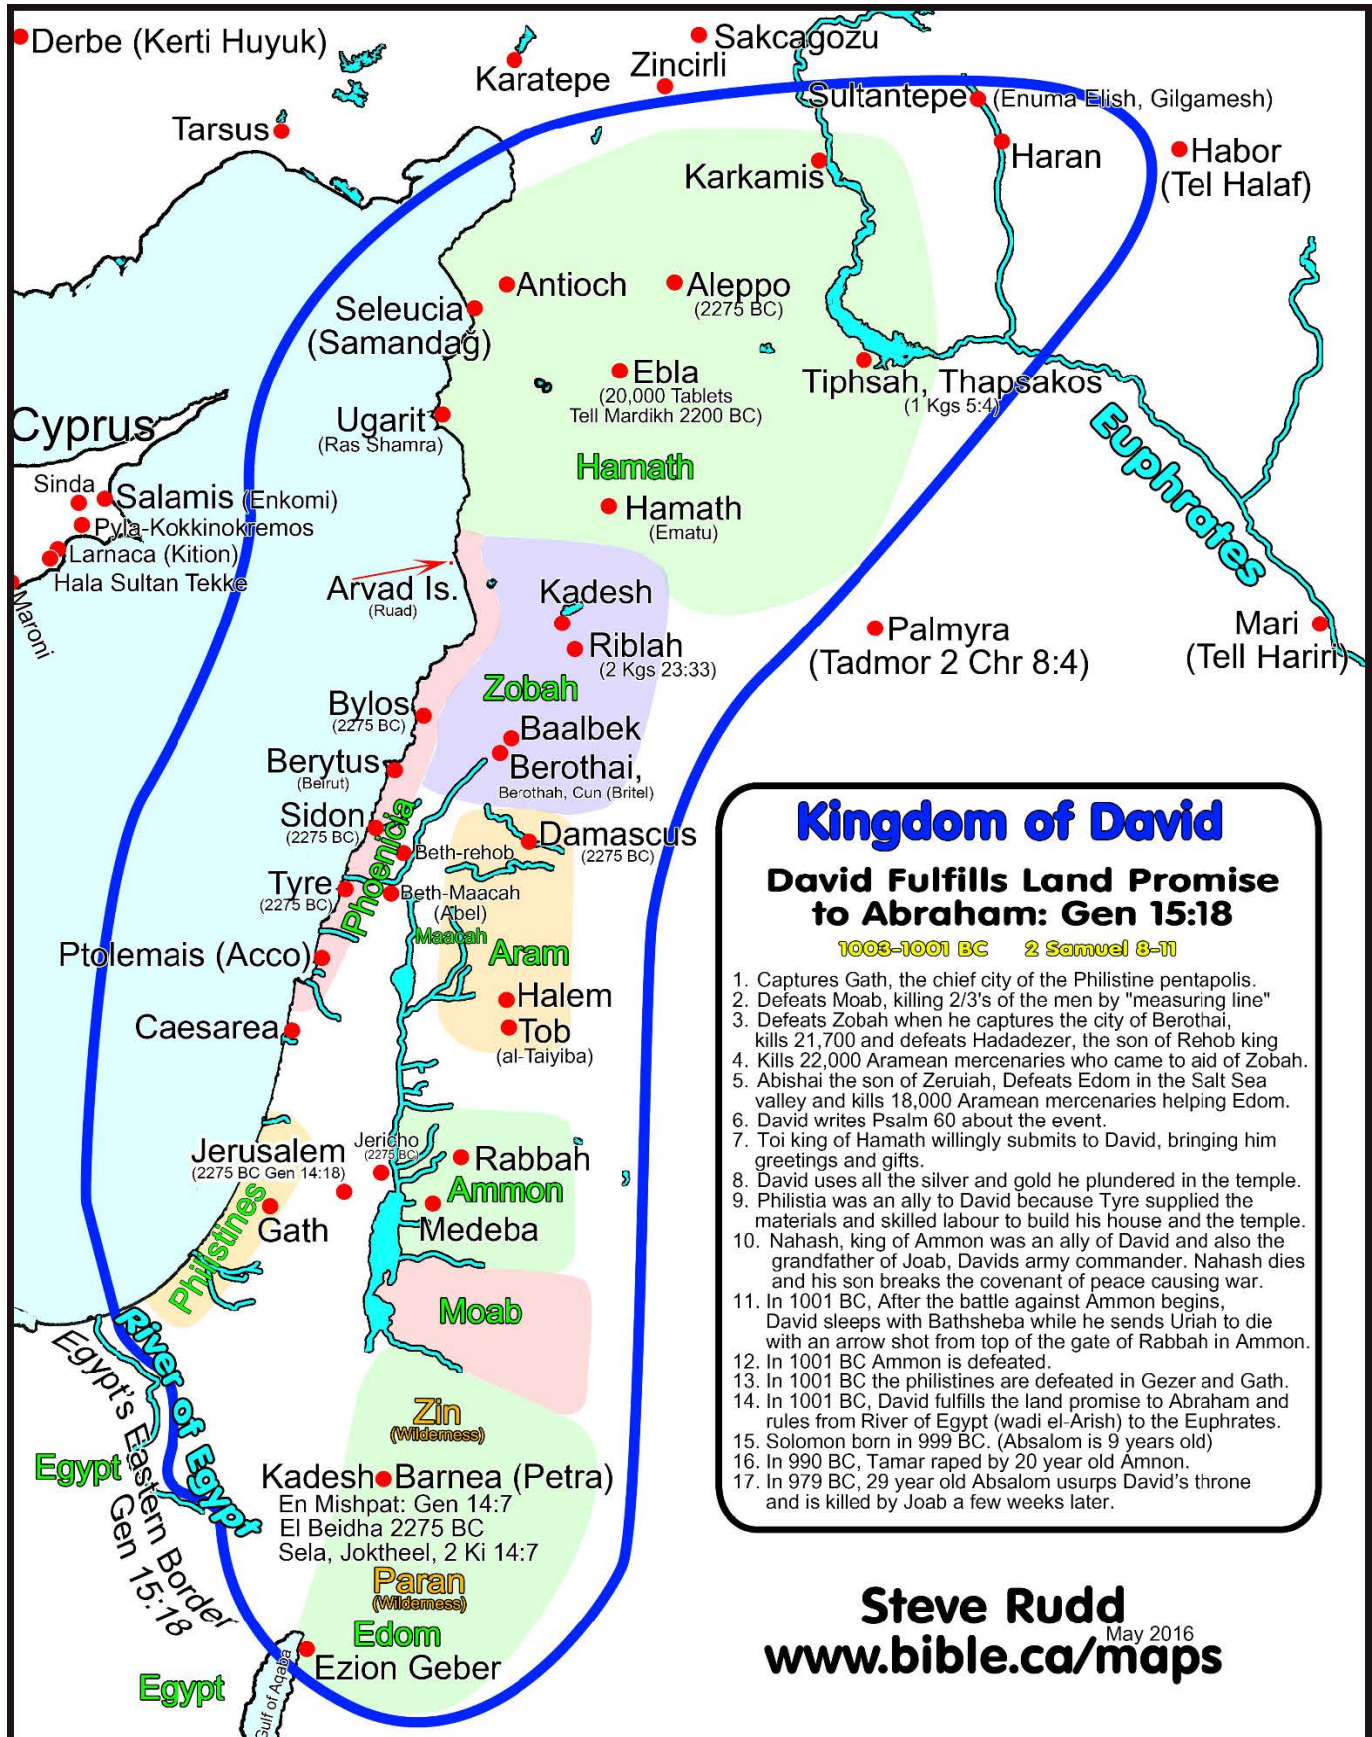 Derbe (Kerti Huyuk)
Karatepe
Sakcagozu
Zincirli
Tarsus
Sultantepe (Enuma Elish, Gilgamesh)
Karkamis
Haran
Habor
(Tel Halaf)
Antioch
Aleppo
(2275 BC)
Seleucia
(Samandağ)
Ebla
(20,000 Tablets
Tell Mardikh 2200 BC)
Tiphsah, Thapsakos
(1 Kgs 5:4)
Ugarit
(Ras Shamra)
Cyprus
Euphrates
Hamath
Sinda
Salamis (Enkomi)
Pyla-Kokkinokremos
Larnaca (Kition)
Hala Sultan Tekke
Maroni
Hamath
(Ematu)
Arvad Is.
(Ruad)
Kadesh
Riblah
(2 Kgs 23:33)
Zobah
Palmyra
(Tadmor 2 Chr 8:4)
Mari
(Tell Hariri)
Bylos
(2275 BC)
Baalbek
Berothai,
Berothah, Cun (Britel)
Berytus
(Beirut)
Sidon
(2275 BC)
Phoenicia
Damascus
(2275 BC)
Beth-rehob
Tyre
(2275 BC)
Beth-Maacah
(Abel)
Maacah
Aram
Ptolemais (Acco)
Halem
Caesarea
Tob
(al-Taiyiba)
Jerusalem
(2275 BC Gen 14:18)
Jericho
(2275 BC)
Rabbah
Ammon
Medeba
Gath
Philistines
Moab
River of Egypt
Egypt's Eastern Border
Gen 15:18
Zin
(Wilderness)
Egypt
Kadesh Barnea (Petra)
En Mishpat: Gen 14:7
El Beidha 2275 BC
Sela, Joktheel, 2 Ki 14:7
Paran
(Wilderness)
Edom
Ezion Geber
Egypt
Gulf of Aqaba
Kingdom of David
David Fulfills Land Promise
to Abraham: Gen 15:18
1003-1001 BC 2 Samuel 8-11
1. Captures Gath, the chief city of the Philistine pentapolis.
2. Defeats Moab, killing 2/3's of the men by "measuring line"
3. Defeats Zobah when he captures the city of Berothai,
kills 21,700 and defeats Hadadezer, the son of Rehob king
4. Kills 22,000 Aramean mercenaries who came to aid of Zobah.
5. Abishai the son of Zeruiah, Defeats Edom in the Salt Sea
valley and kills 18,000 Aramean mercenaries helping Edom.
6. David writes Psalm 60 about the event.
7. Toi king of Hamath willingly submits to David, bringing him
greetings and gifts.
8. David uses all the silver and gold he plundered in the temple.
9. Philistia was an ally to David because Tyre supplied the
materials and skilled labour to build his house and the temple.
10. Nahash, king of Ammon was an ally of David and also the
grandfather of Joab, Davids army commander. Nahash dies
and his son breaks the covenant of peace causing war.
11. In 1001 BC, After the battle against Ammon begins,
David sleeps with Bathsheba while he sends Uriah to die
with an arrow shot from top of the gate of Rabbah in Ammon.
12. In 1001 BC Ammon is defeated.
13. In 1001 BC the philistines are defeated in Gezer and Gath.
14. In 1001 BC, David fulfills the land promise to Abraham and
rules from River of Egypt (wadi el-Arish) to the Euphrates.
15. Solomon born in 999 BC. (Absalom is 9 years old)
16. In 990 BC, Tamar raped by 20 year old Amnon.
17. In 979 BC, 29 year old Absalom usurps David's throne
and is killed by Joab a few weeks later.
Steve Rudd
May 2016
www.bible.ca/maps